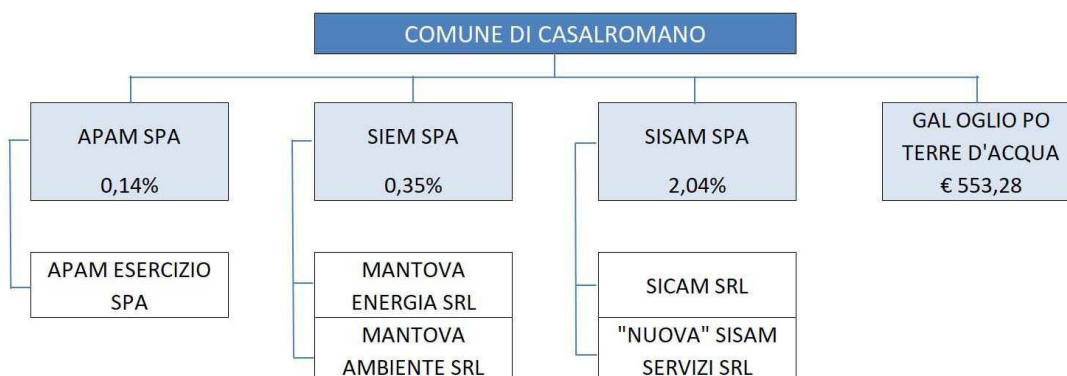 COMUNE DI CASALROMANO
APAM SPA
0,14%
SIEM SPA
0,35%
SISAM SPA
2,04%
GAL OGLIO PO
TERRE D'ACQUA
€ 553,28
APAM ESERCIZIO
SPA
MANTOVA
ENERGIA SRL
MANTOVA
AMBIENTE SRL
SICAM SRL
"NUOVA" SISAM
SERVIZI SRL